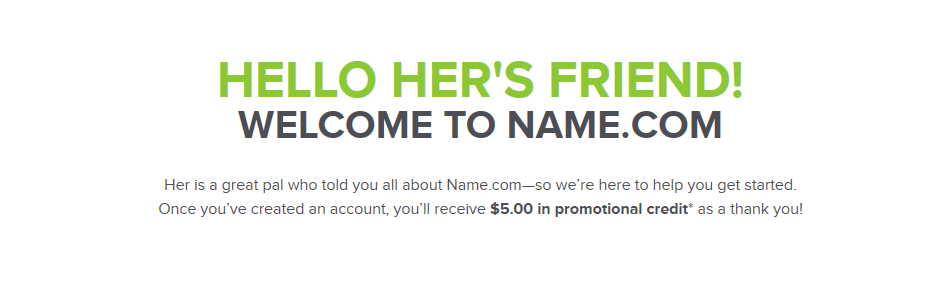 HELLO HER'S FRIEND!
WELCOME TO NAME.COM
Her is a great pal who told you all about Name.com—so we’re here to help you get started.
Once you’ve created an account, you’ll receive $5.00 in promotional credit* as a thank you!